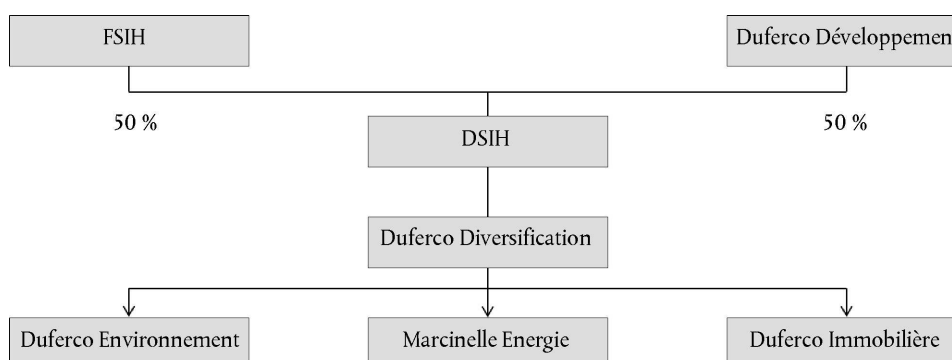 FSIH
Duferco Développemen
50 %
50 %
DSIH
Duferco Diversification
Duferco Environnement
Marcinelle Energie
Duferco Immobilière